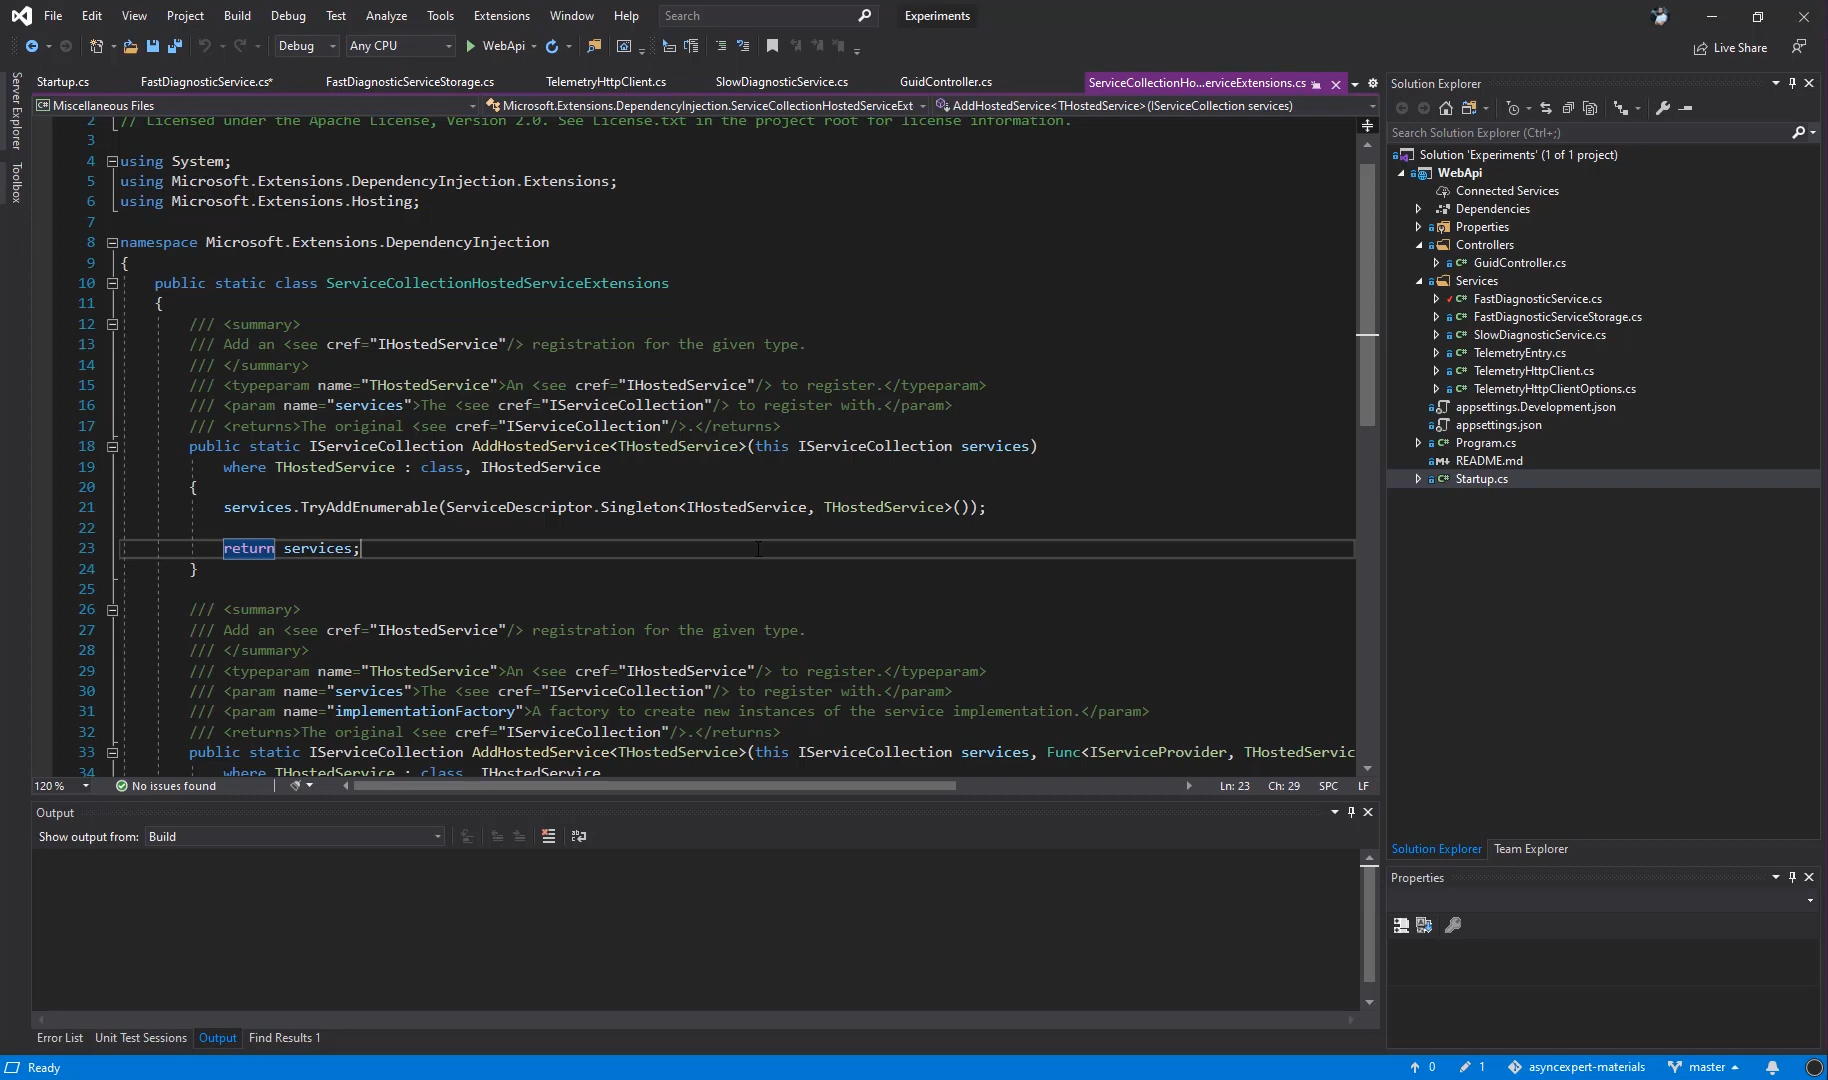 File Edit View Project Build Debug Test Analyze Tools Extensions Window Help Search Experiments
Debug Any CPU WebApi Live Share
Startup.cs FastDiagnosticService.cs* FastDiagnosticServiceStorage.cs TelemetryHttpClient.cs SlowDiagnosticService.cs GuidController.cs ServiceCollectionHo...erviceExtensions.cs
Server Explorer
Toolbox
Miscellaneous Files Microsoft.Extensions.DependencyInjection.ServiceCollectionHostedServiceExt AddHostedService<THostedService>(IServiceCollection services)
2 // Licensed under the Apache License, Version 2.0. See License.txt in the project root for license information.
3
4 using System;
5 using Microsoft.Extensions.DependencyInjection.Extensions;
6 using Microsoft.Extensions.Hosting;
7
8 namespace Microsoft.Extensions.DependencyInjection
9 {
10 public static class ServiceCollectionHostedServiceExtensions
11 {
12 /// <summary>
13 /// Add an <see cref="IHostedService"/> registration for the given type.
14 /// </summary>
15 /// <typeparam name="THostedService">An <see cref="IHostedService"/> to register.</typeparam>
16 /// <param name="services">The <see cref="IServiceCollection"/> to register with.</param>
17 /// <returns>The original <see cref="IServiceCollection"/>.</returns>
18 public static IServiceCollection AddHostedService<THostedService>(this IServiceCollection services)
19 where THostedService : class, IHostedService
20 {
21 services.TryAddEnumerable(ServiceDescriptor.Singleton<IHostedService, THostedService>());
22
23 return services;
24 }
25
26 /// <summary>
27 /// Add an <see cref="IHostedService"/> registration for the given type.
28 /// </summary>
29 /// <typeparam name="THostedService">An <see cref="IHostedService"/> to register.</typeparam>
30 /// <param name="services">The <see cref="IServiceCollection"/> to register with.</param>
31 /// <param name="implementationFactory">A factory to create new instances of the service implementation.</param>
32 /// <returns>The original <see cref="IServiceCollection"/>.</returns>
33 public static IServiceCollection AddHostedService<THostedService>(this IServiceCollection services, Func<IServiceProvider, THostedServic
34 where THostedService : class, IHostedService
120 % No issues found Ln: 23 Ch: 29 SPC LF
Output
Show output from: Build
Error List Unit Test Sessions Output Find Results 1
Solution Explorer
Search Solution Explorer (Ctrl+;)
Solution 'Experiments' (1 of 1 project)
WebApi
Connected Services
Dependencies
Properties
Controllers
C# GuidController.cs
Services
C# FastDiagnosticService.cs
C# FastDiagnosticServiceStorage.cs
C# SlowDiagnosticService.cs
C# TelemetryEntry.cs
C# TelemetryHttpClient.cs
C# TelemetryHttpClientOptions.cs
appsettings.Development.json
appsettings.json
C# Program.cs
README.md
C# Startup.cs
Solution Explorer Team Explorer
Properties
Ready 0 1 asyncexpert-materials master